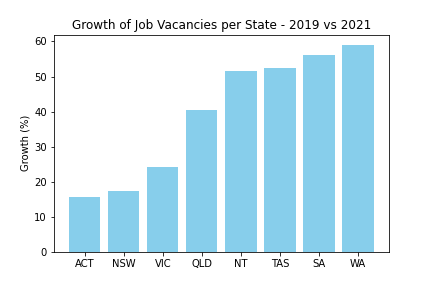 Growth of Job Vacancies per State - 2019 vs 2021
Growth (%)
60
50
40
30
20
10
0
ACT NSW VIC QLD NT TAS SA WA